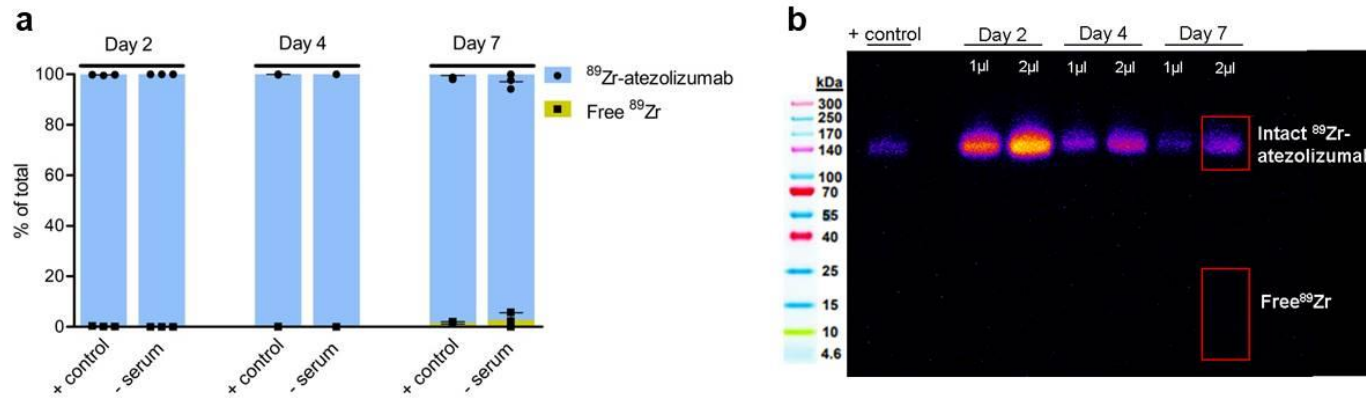 a
Day 2
Day 4
Day 7
100
80
60
40
20
0
% of total
+ control
- serum
+ control
- serum
+ control
- serum
⁸⁹Zr-atezolizumab
Free ⁸⁹Zr
b
+ control
Day 2
Day 4
Day 7
1µl
2µl
1µl
2µl
1µl
2µl
kDa
300
250
170
140
100
70
55
40
25
15
10
4.6
Intact ⁸⁹Zr-
atezolizumab
Free⁸⁹Zr